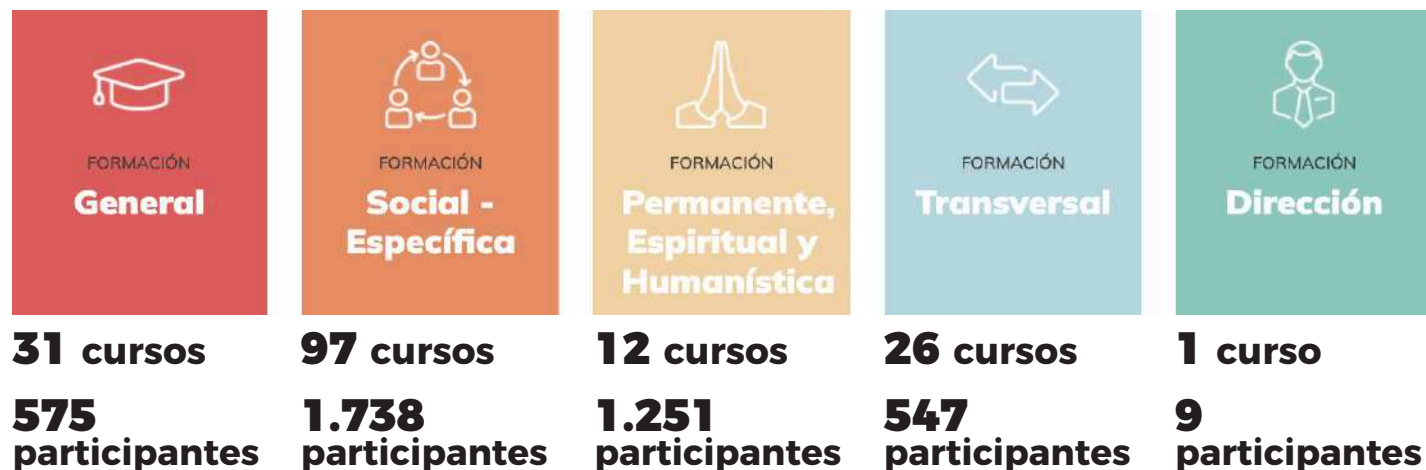 FORMACIÓN
General
31 cursos
575
participantes
FORMACIÓN
Social -
Específica
97 cursos
1.738
participantes
FORMACIÓN
Permanente,
Espiritual y
Humanística
12 cursos
1.251
participantes
FORMACIÓN
Transversal
26 cursos
547
participantes
FORMACIÓN
Dirección
1 curso
9
participantes